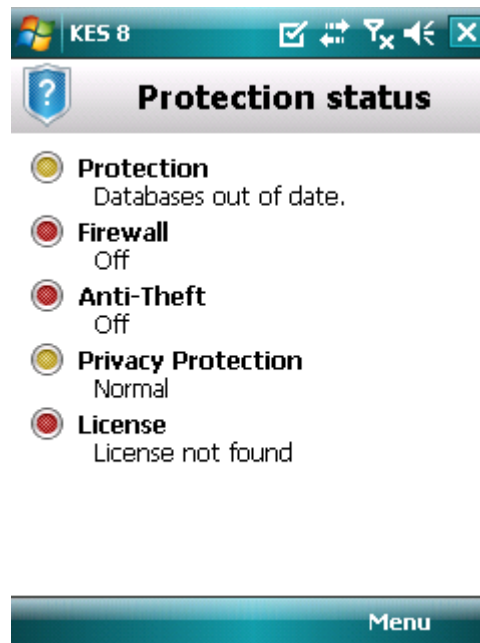 KES 8
Protection status
Protection
Databases out of date.
Firewall
Off
Anti-Theft
Off
Privacy Protection
Normal
License
License not found
Menu